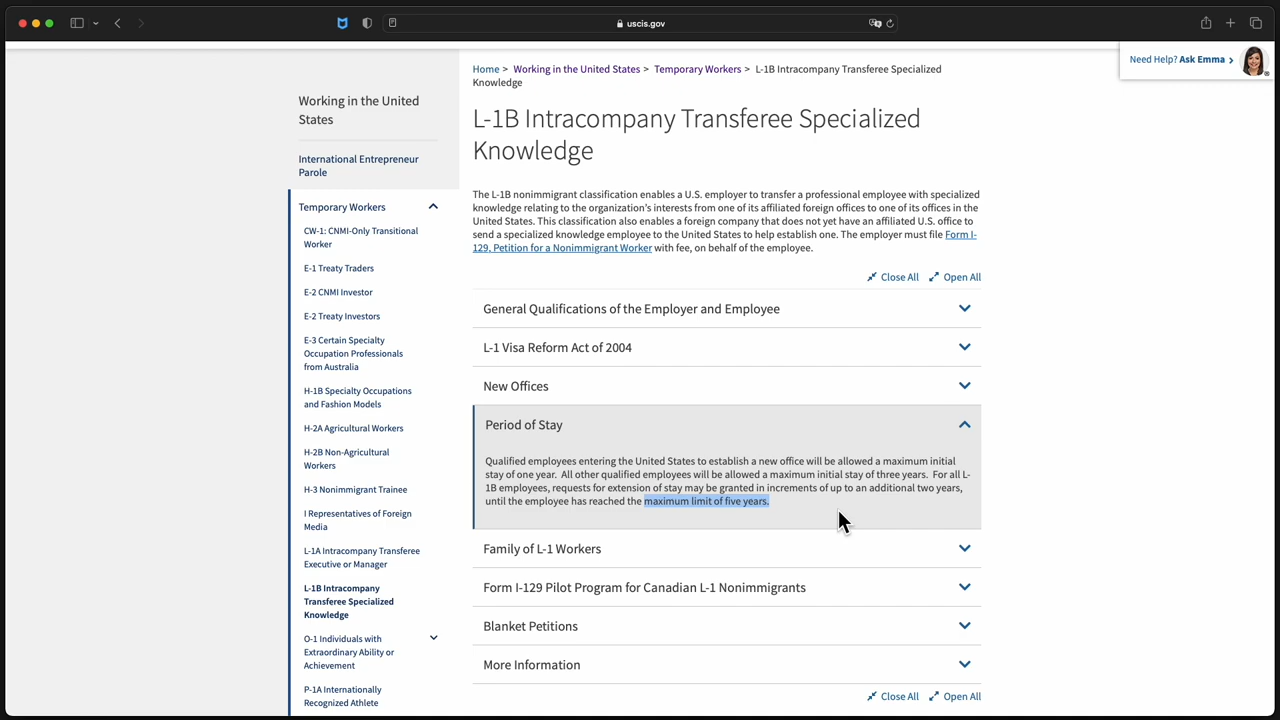 uscis.gov
Need Help? Ask Emma
Home > Working in the United States > Temporary Workers > L-1B Intracompany Transferee Specialized
Knowledge
Working in the United
States
International Entrepreneur
Parole
Temporary Workers
CW-1: CNMI-Only Transitional
Worker
E-1 Treaty Traders
E-2 CNMI Investor
E-2 Treaty Investors
E-3 Certain Specialty
Occupation Professionals
from Australia
H-1B Specialty Occupations
and Fashion Models
H-2A Agricultural Workers
H-2B Non-Agricultural
Workers
H-3 Nonimmigrant Trainee
I Representatives of Foreign
Media
L-1A Intracompany Transferee
Executive or Manager
L-1B Intracompany
Transferee Specialized
Knowledge
O-1 Individuals with
Extraordinary Ability or
Achievement
P-1A Internationally
Recognized Athlete
L-1B Intracompany Transferee Specialized
Knowledge
The L-1B nonimmigrant classification enables a U.S. employer to transfer a professional employee with specialized
knowledge relating to the organization's interests from one of its affiliated foreign offices to one of its offices in the
United States. This classification also enables a foreign company that does not yet have an affiliated U.S. office to
send a specialized knowledge employee to the United States to help establish one. The employer must file Form I-
129, Petition for a Nonimmigrant Worker with fee, on behalf of the employee.
Close All Open All
General Qualifications of the Employer and Employee
L-1 Visa Reform Act of 2004
New Offices
Period of Stay
Qualified employees entering the United States to establish a new office will be allowed a maximum initial
stay of one year. All other qualified employees will be allowed a maximum initial stay of three years. For all L-
1B employees, requests for extension of stay may be granted in increments of up to an additional two years,
until the employee has reached the maximum limit of five years.
Family of L-1 Workers
Form I-129 Pilot Program for Canadian L-1 Nonimmigrants
Blanket Petitions
More Information
Close All Open All